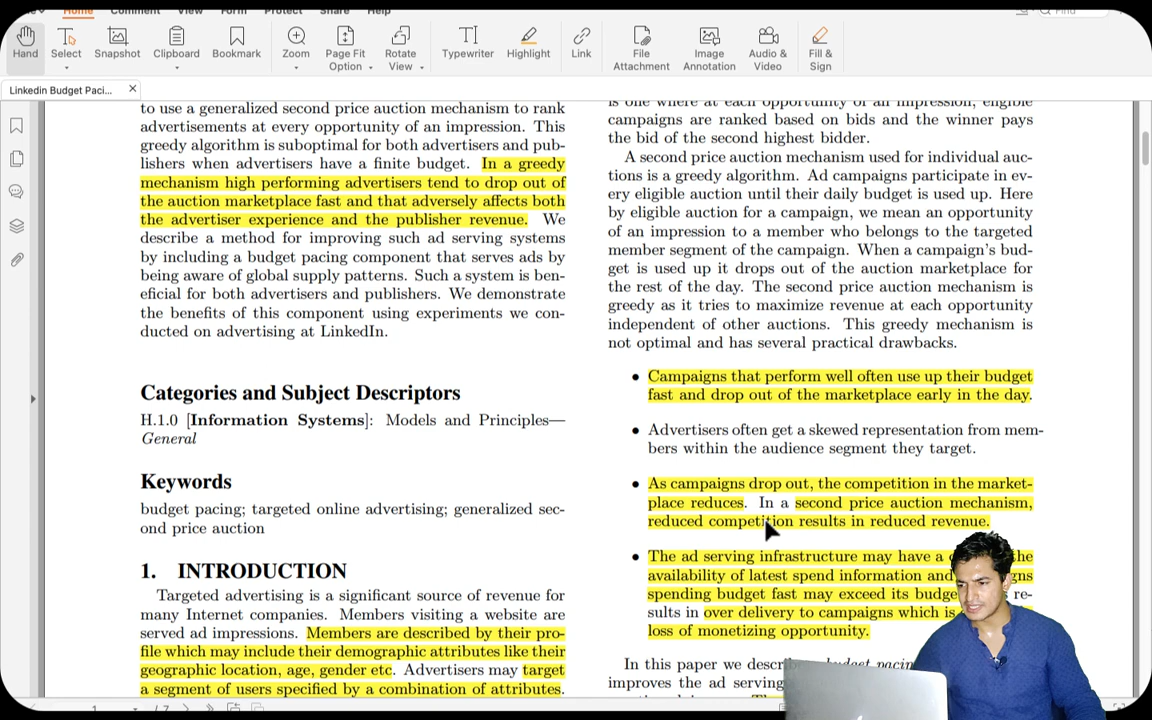 Home Comment View Form Protect Share Help Find
Hand Select Snapshot Clipboard Bookmark Zoom Page Fit Option Rotate View Typewriter Highlight Link File Attachment Image Annotation Audio & Video Fill & Sign
Linkedin Budget Paci...
to use a generalized second price auction mechanism to rank
advertisements at every opportunity of an impression. This
greedy algorithm is suboptimal for both advertisers and pub-
lishers when advertisers have a finite budget. In a greedy
mechanism high performing advertisers tend to drop out of
the auction marketplace fast and that adversely affects both
the advertiser experience and the publisher revenue. We
describe a method for improving such ad serving systems
by including a budget pacing component that serves ads by
being aware of global supply patterns. Such a system is ben-
eficial for both advertisers and publishers. We demonstrate
the benefits of this component using experiments we con-
ducted on advertising at LinkedIn.
Categories and Subject Descriptors
H.1.0 [Information Systems]: Models and Principles—
General
Keywords
budget pacing; targeted online advertising; generalized sec-
ond price auction
1. INTRODUCTION
Targeted advertising is a significant source of revenue for
many Internet companies. Members visiting a website are
served ad impressions. Members are described by their pro-
file which may include their demographic attributes like their
geographic location, age, gender etc. Advertisers may target
a segment of users specified by a combination of attributes.
is one where at each opportunity of an impression, eligible
campaigns are ranked based on bids and the winner pays
the bid of the second highest bidder.
A second price auction mechanism used for individual auc-
tions is a greedy algorithm. Ad campaigns participate in ev-
ery eligible auction until their daily budget is used up. Here
by eligible auction for a campaign, we mean an opportunity
of an impression to a member who belongs to the targeted
member segment of the campaign. When a campaign's bud-
get is used up it drops out of the auction marketplace for
the rest of the day. The second price auction mechanism is
greedy as it tries to maximize revenue at each opportunity
independent of other auctions. This greedy mechanism is
not optimal and has several practical drawbacks.
• Campaigns that perform well often use up their budget
fast and drop out of the marketplace early in the day.
• Advertisers often get a skewed representation from mem-
bers within the audience segment they target.
• As campaigns drop out, the competition in the market-
place reduces. In a second price auction mechanism,
reduced competition results in reduced revenue.
• The ad serving infrastructure may have a the
availability of latest spend information and
spending budget fast may exceed its budge re-
sults in over delivery to campaigns which is
loss of monetizing opportunity.
In this paper we descr budget pacin
improves the ad serving
1 / 7